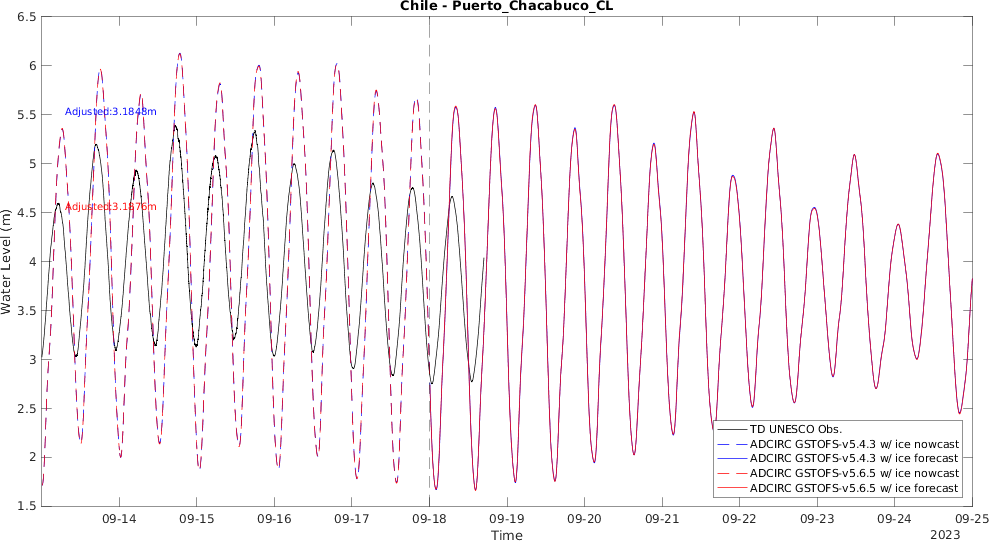 Chile - Puerto_Chacabuco_CL
6.5
6
5.5
5
4.5
4
3.5
3
2.5
2
1.5
Water Level (m)
Adjusted:3.1848m
Adjusted:3.1876m
TD UNESCO Obs.
ADCIRC GSTOFS-v5.4.3 w/ ice nowcast
ADCIRC GSTOFS-v5.4.3 w/ ice forecast
ADCIRC GSTOFS-v5.6.5 w/ ice nowcast
ADCIRC GSTOFS-v5.6.5 w/ ice forecast
09-14 09-15 09-16 09-17 09-18 09-19 09-20 09-21 09-22 09-23 09-24 09-25
Time
2023